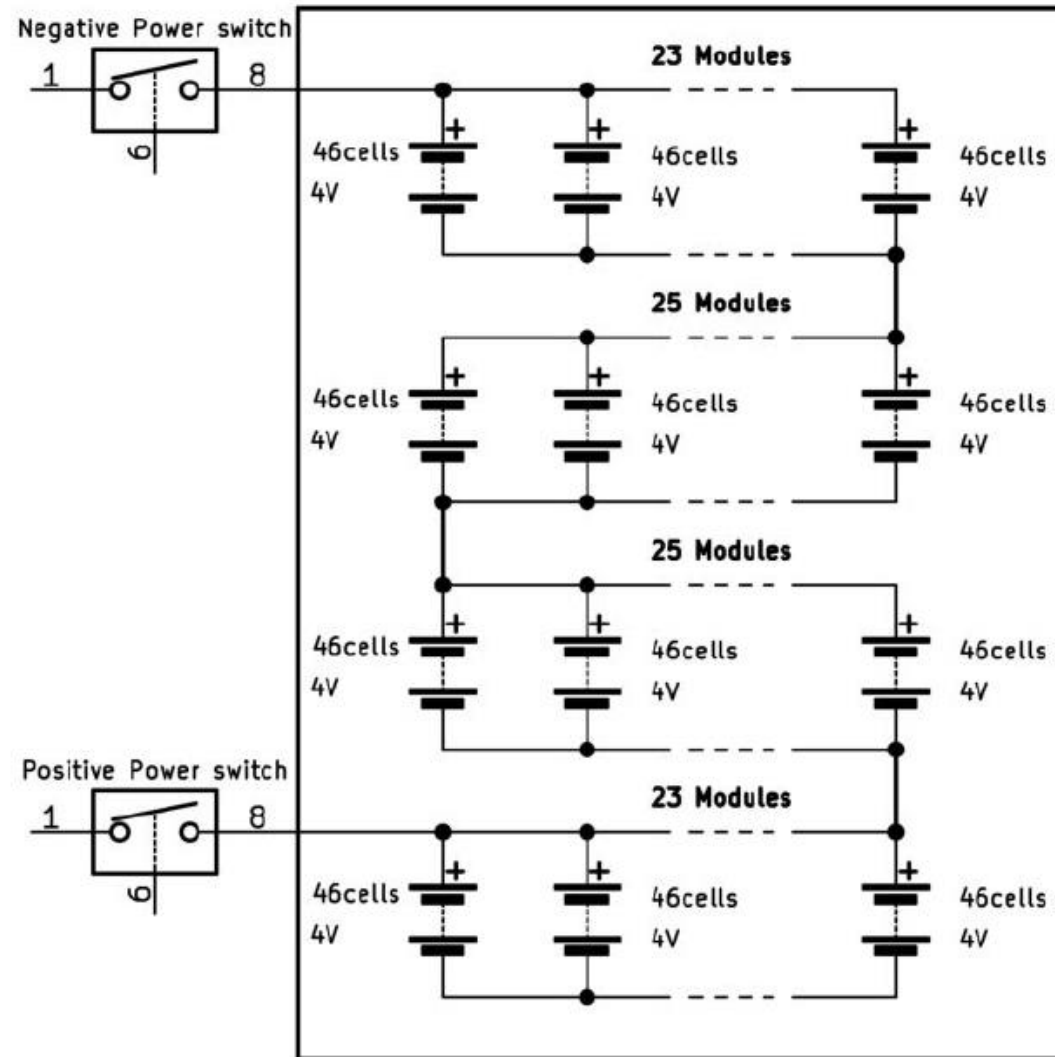 Negative Power switch
1 8
6
23 Modules
+ + +
46cells 46cells 46cells
4V 4V 4V
25 Modules
+ + +
46cells 46cells 46cells
4V 4V 4V
25 Modules
+ + +
46cells 46cells 46cells
4V 4V 4V
Positive Power switch
1 8
6
23 Modules
+ + +
46cells 46cells 46cells
4V 4V 4V